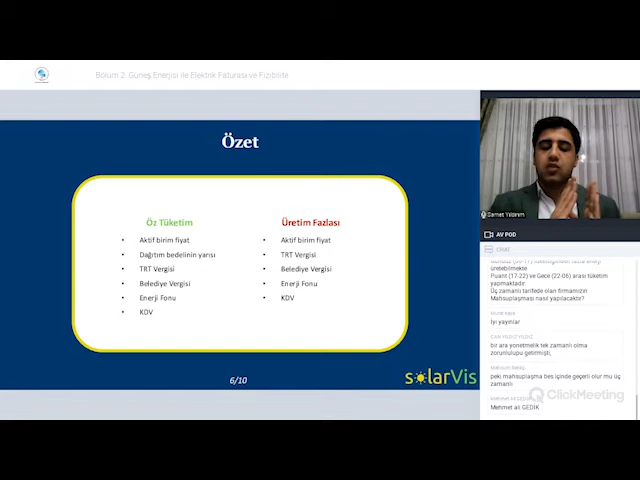 Bölüm 2: Güneş Enerjisi ile Elektrik Faturası ve Fizibilite
Özet
Öz Tüketim
• Aktif birim fiyat
• Dağıtım bedelinin yarısı
• TRT Vergisi
• Belediye Vergisi
• Enerji Fonu
• KDV
Üretim Fazlası
• Aktif birim fiyat
• TRT Vergisi
• Belediye Vergisi
• Enerji Fonu
• KDV
6/10
solarVis
Samet Yıldırım
AV POD
CHAT
üretebilmekte
Puant (17-22) ve Gece (22-06) arası tüketim
yapmaktadır.
Üç zamanlı tarifede olan firmamızın
Mahsuplaşması nasıl yapılacaktır?
İyi yayınlar
bir ara yonetmelik tek zamanlı olma
zorumlulupu getirmişti,
peki mahsuplaşma bes içinde geçerli olur mu üç
zamanlı
ClickMeeting
Mehmet ali GEDİK